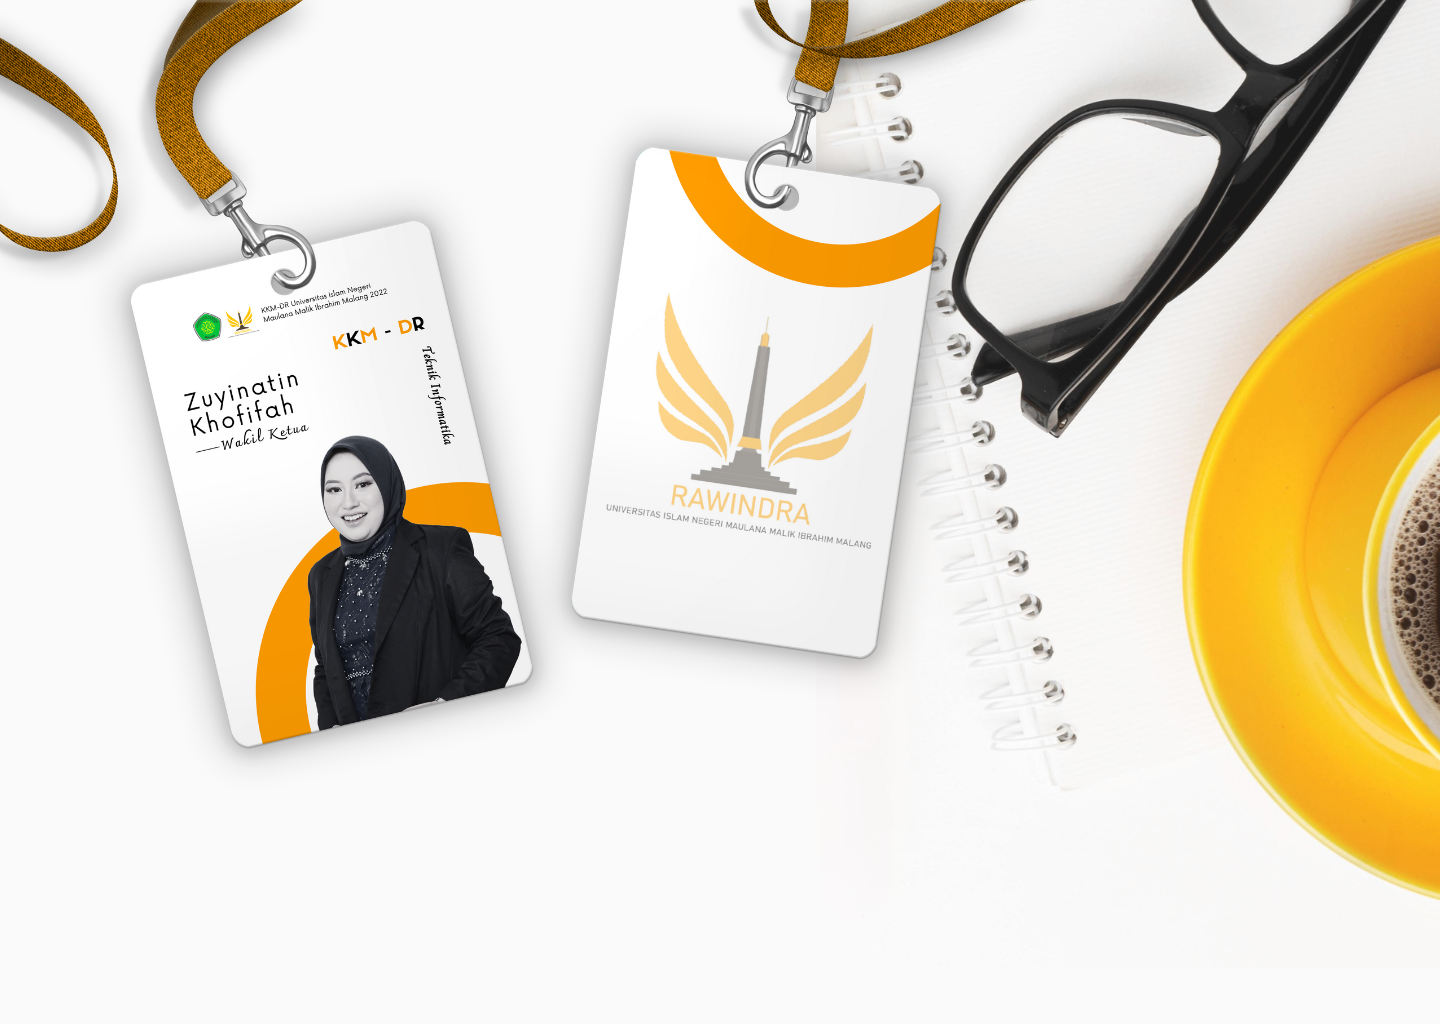 KKM-DR Universitas Islam Negeri
Maulana Malik Ibrahim Malang 2022
KKM - DR
Teknik Informatika
Zuyinatin
Khofifah
Wakil Ketua
RAWINDRA
UNIVERSITAS ISLAM NEGERI MAULANA MALIK IBRAHIM MALANG